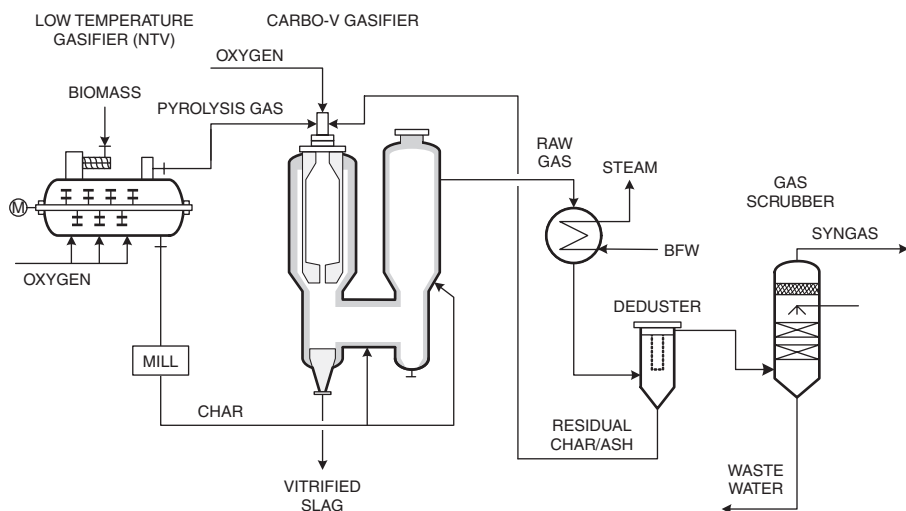 LOW TEMPERATURE
GASIFIER (NTV)
CARBO-V GASIFIER
OXYGEN
BIOMASS
PYROLYSIS GAS
RAW
GAS
STEAM
GAS
SCRUBBER
M
SYNGAS
BFW
OXYGEN
DEDUSTER
MILL
CHAR
RESIDUAL
CHAR/ASH
VITRIFIED
SLAG
WASTE
WATER